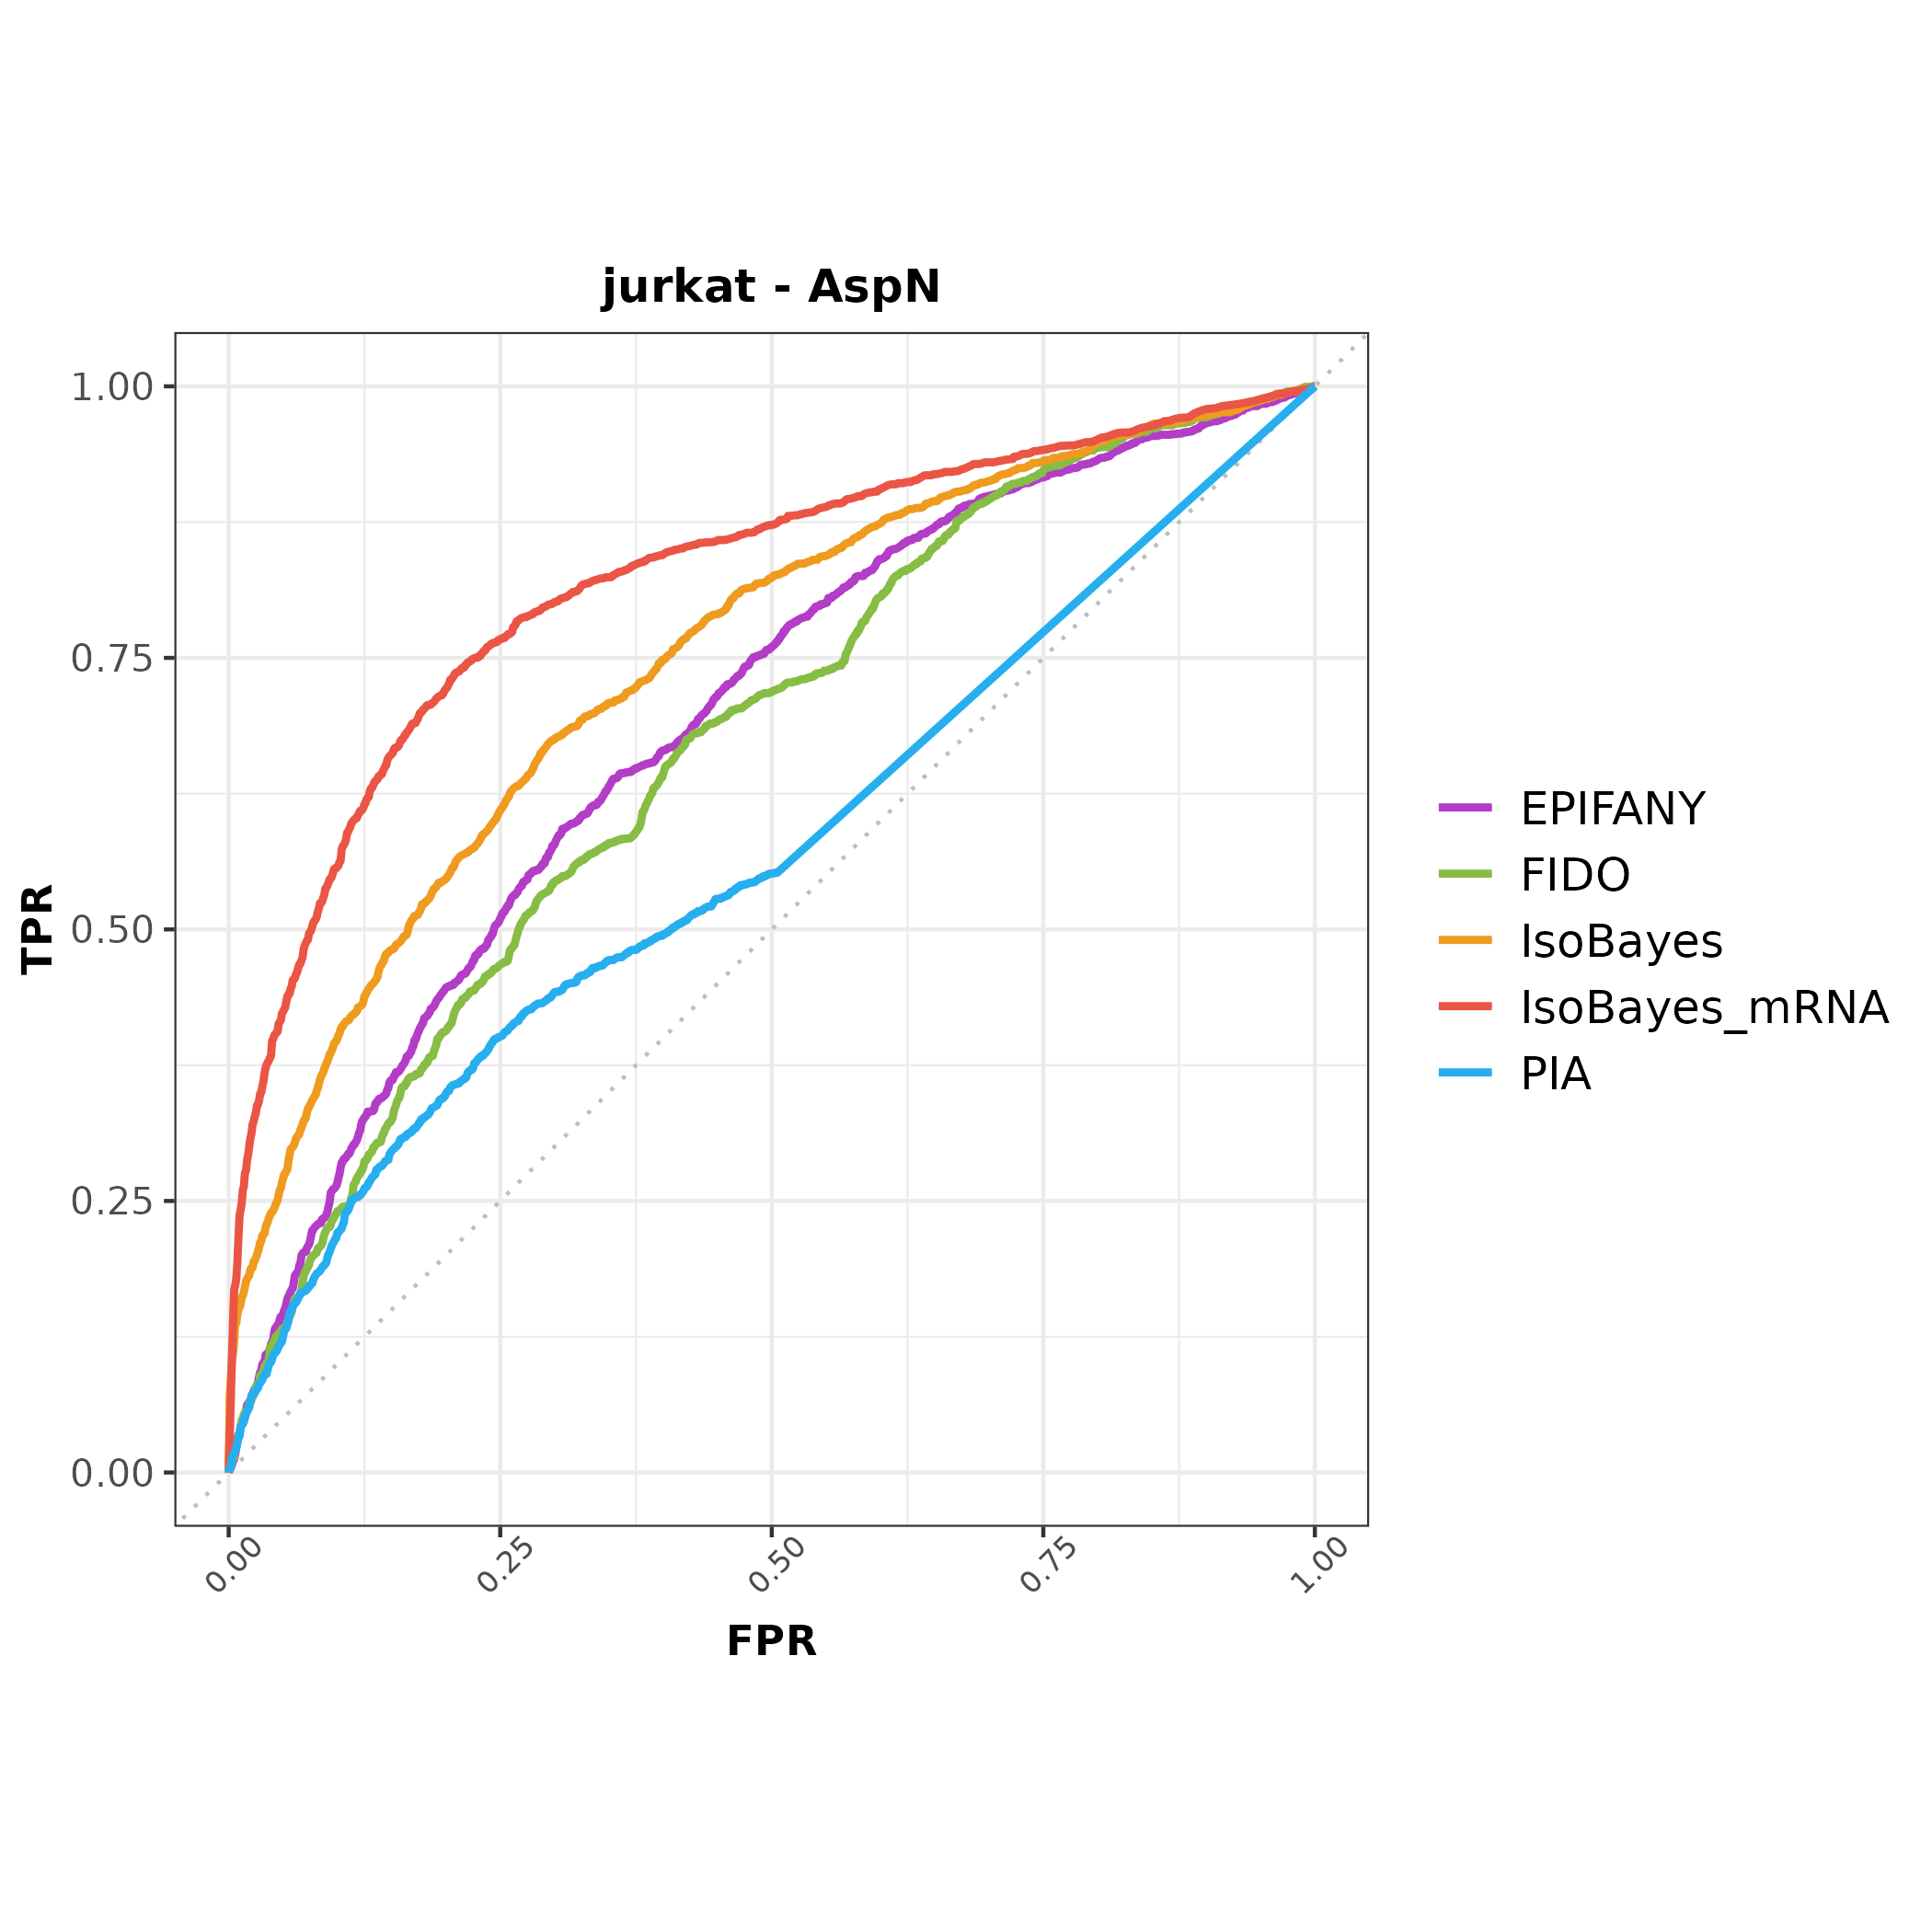 jurkat - AspN
TPR
1.00
0.75
0.50
0.25
0.00
0.00
0.25
0.50
0.75
1.00
FPR
EPIFANY
FIDO
IsoBayes
IsoBayes_mRNA
PIA